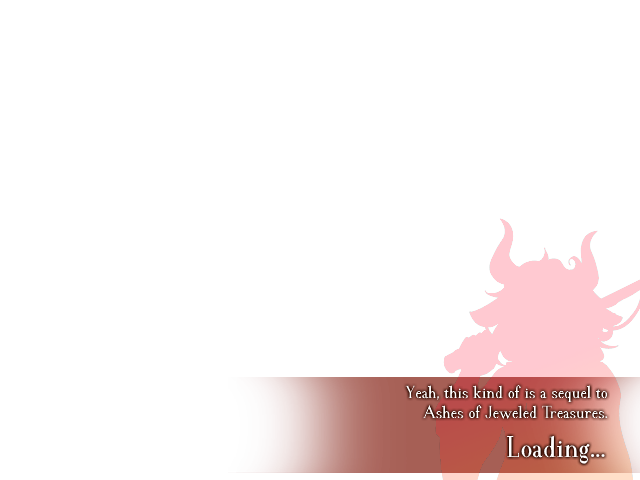 Yeah, this kind of is a sequel to
Ashes of Jeweled Treasures.
Loading...